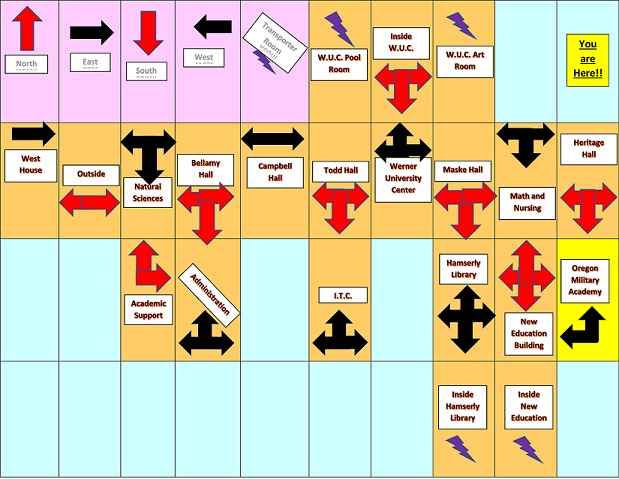 North
East
South
West
Transporter
Room
W.U.C. Pool
Room
Inside
W.U.C.
W.U.C. Art
Room
You
are
Here!!
West
House
Outside
Natural
Sciences
Bellamy
Hall
Campbell
Hall
Todd Hall
Werner
University
Center
Maske Hall
Math and
Nursing
Heritage
Hall
Academic
Support
Administration
I.T.C.
Hamserly
Library
New
Education
Building
Oregon
Military
Academy
Inside
Hamserly
Library
Inside
New
Education